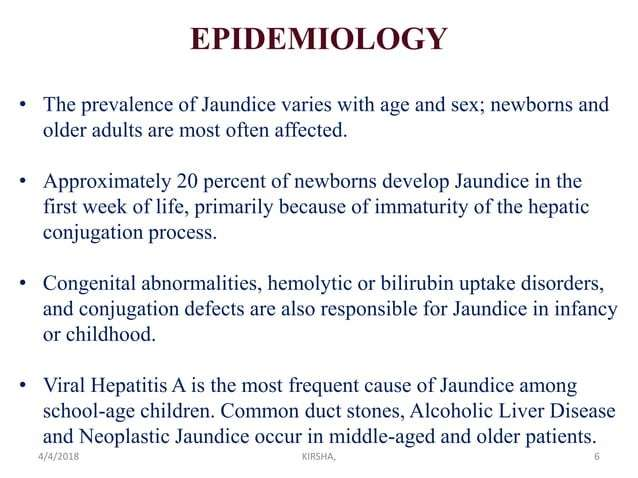 EPIDEMIOLOGY
• The prevalence of Jaundice varies with age and sex; newborns and
older adults are most often affected.
• Approximately 20 percent of newborns develop Jaundice in the
first week of life, primarily because of immaturity of the hepatic
conjugation process.
• Congenital abnormalities, hemolytic or bilirubin uptake disorders,
and conjugation defects are also responsible for Jaundice in infancy
or childhood.
• Viral Hepatitis A is the most frequent cause of Jaundice among
school-age children. Common duct stones, Alcoholic Liver Disease
and Neoplastic Jaundice occur in middle-aged and older patients.
4/4/2018 KIRSHA, 6